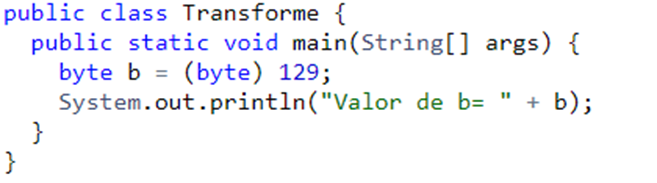 public class Transforme {
  public static void main(String[] args) {
    byte b = (byte) 129;
    System.out.println("Valor de b= " + b);
  }
}